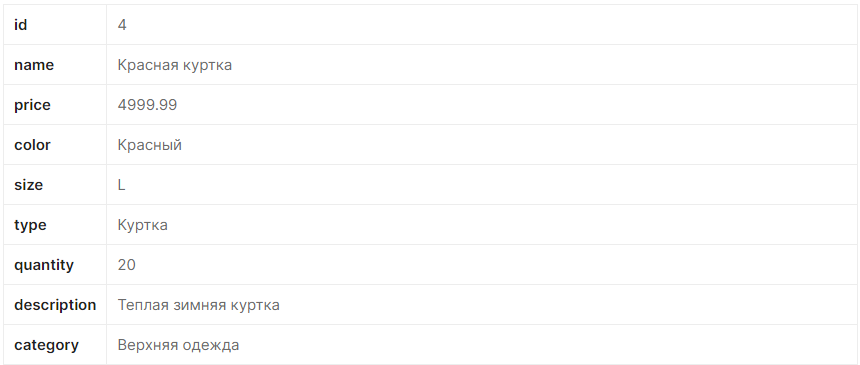 id 4
name Красная куртка
price 4999.99
color Красный
size L
type Куртка
quantity 20
description Теплая зимняя куртка
category Верхняя одежда